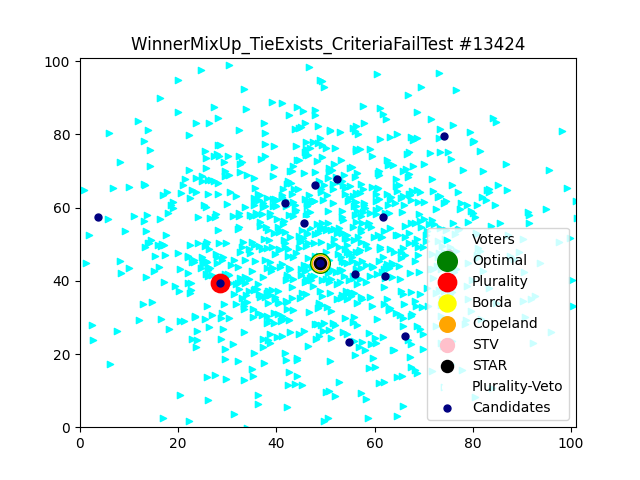 WinnerMixUp_TieExists_CriteriaFailTest #13424
100
80
60
40
20
0
0 20 40 60 80 100
Voters
Optimal
Plurality
Borda
Copeland
STV
STAR
Plurality-Veto
Candidates